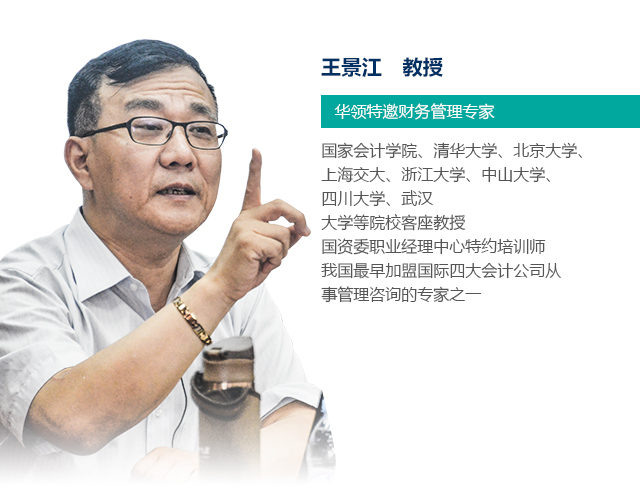 王景江 教授
华领特邀财务管理专家
国家会计学院、清华大学、北京大学、
上海交大、浙江大学、中山大学、
四川大学、武汉
大学等院校客座教授
国资委职业经理中心特约培训师
我国最早加盟国际四大会计公司从
事管理咨询的专家之一